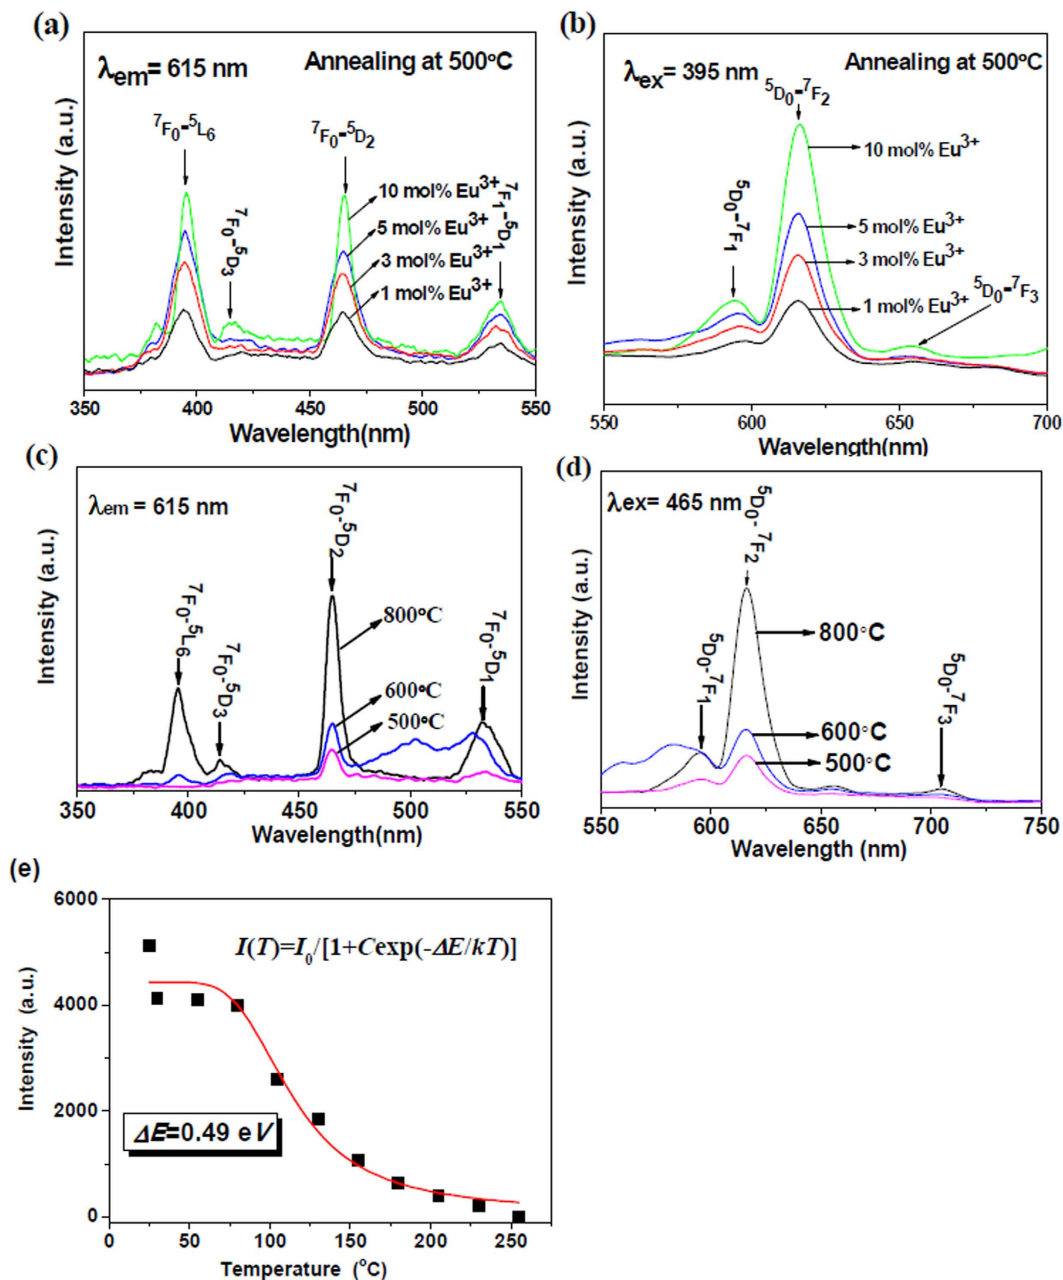 (a)
λem= 615 nm
Annealing at 500°C
⁷F₀-⁵L₆
⁷F₀-⁵D₃
⁷F₀-⁵D₂
10 mol% Eu³⁺
⁷F₁-⁵D₁
5 mol% Eu³⁺
3 mol% Eu³⁺
1 mol% Eu³⁺
Intensity (a.u.)
350 400 450 500 550
Wavelength(nm)
(b)
λex = 395 nm
Annealing at 500°C
⁵D₀-⁷F₂
10 mol% Eu³⁺
⁵D₀-⁷F₁
5 mol% Eu³⁺
3 mol% Eu³⁺
1 mol% Eu³⁺
⁵D₀-⁷F₃
Intensity (a.u.)
550 600 650 700
Wavelength(nm)
(c)
λem = 615 nm
⁷F₀-⁵L₆
⁷F₀-⁵D₃
⁷F₀-⁵D₂
⁷F₀-⁵D₁
800°C
600°C
500°C
Intensity (a.u.)
350 400 450 500 550
Wavelength(nm)
(d)
λex= 465 nm
⁵D₀-⁷F₂
⁵D₀-⁷F₁
⁵D₀-⁷F₃
800°C
600°C
500°C
Intensity (a.u.)
550 600 650 700 750
Wavelength (nm)
(e)
6000
4000
2000
0
I(T)=I₀/[1+Cexp(-ΔE/kT)]
ΔE=0.49 eV
Intensity (a.u.)
0 50 100 150 200 250
Temperature (°C)